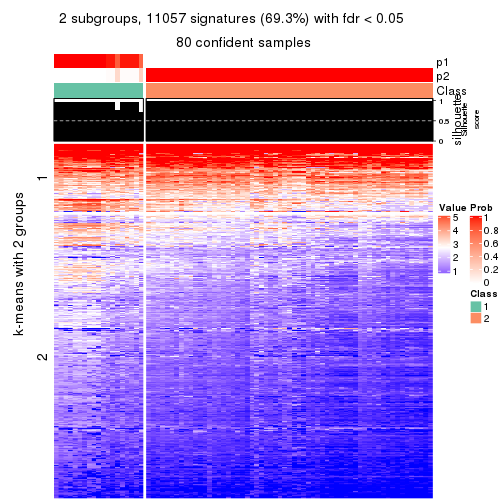 2 subgroups, 11057 signatures (69.3%) with fdr < 0.05
80 confident samples
p1
p2
Class
1
0.5
0
silhouette
Silhouette
score
k-means with 2 groups
1
2
Value
5
4
3
2
1
Prob
1
0.8
0.6
0.4
0.2
0
Class
1
2